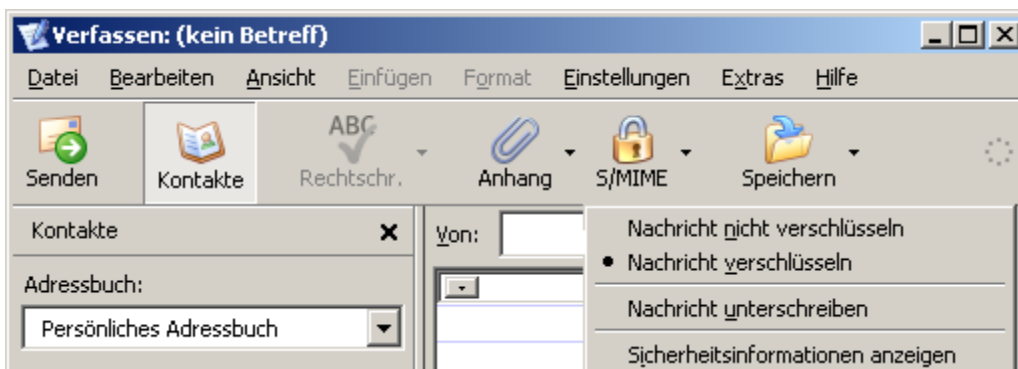 Verfassen: (kein Betreff)
Datei Bearbeiten Ansicht Einfügen Format Einstellungen Extras Hilfe
ABC
Senden Kontakte Rechtschr. Anhang S/MIME Speichern
Kontakte
Adressbuch:
Persönliches Adressbuch
Von:
Nachricht nicht verschlüsseln
Nachricht verschlüsseln
Nachricht unterschreiben
Sicherheitsinformationen anzeigen